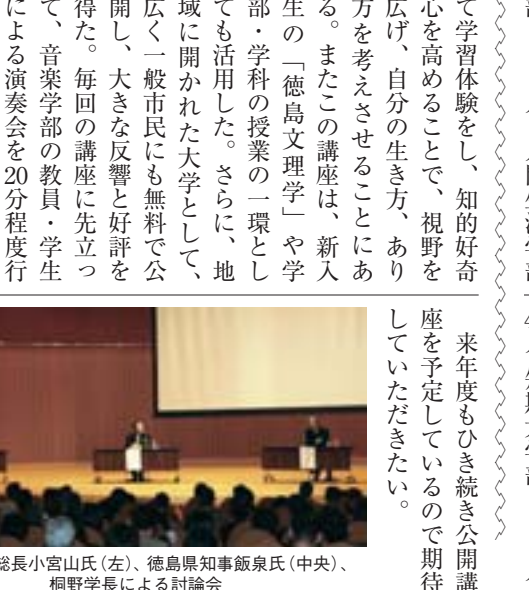 て学習体験をし、知的好奇
心を高めることで、視野を
広げ、自分の生き方、あり
方を考えさせることにあ
る。またこの講座は、新入
生の「徳島文理学」や学
部・学科の授業の一環とし
ても活用した。さらに、地
域に開かれた大学として、
広く一般市民にも無料で公
開し、大きな反響と好評を
得た。毎回の講座に先立っ
て、音楽学部の教員・学生
による演奏会を20分程度行
来年度もひき続き公開講
座を予定しているので期待
していただきたい。
総長小宮山氏(左)、徳島県知事飯泉氏(中央)、
桐野学長による討論会